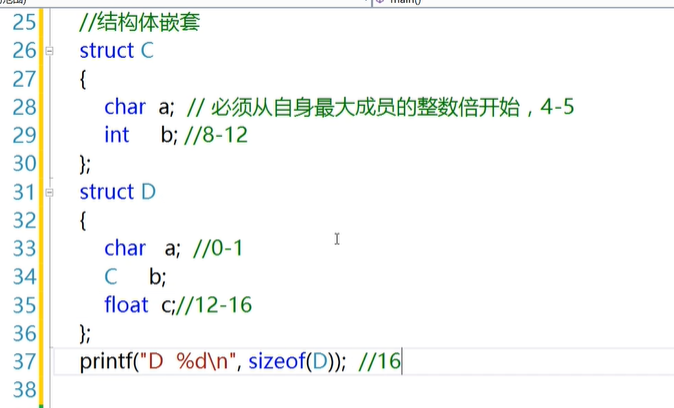 main()
25 //结构体嵌套
26 struct C
27 {
28 char a; // 必须从自身最大成员的整数倍开始，4-5
29 int b; //8-12
30 };
31 struct D
32 {
33 char a; //0-1
34 C b;
35 float c;//12-16
36 };
37 printf("D %d\n", sizeof(D)); //16
38